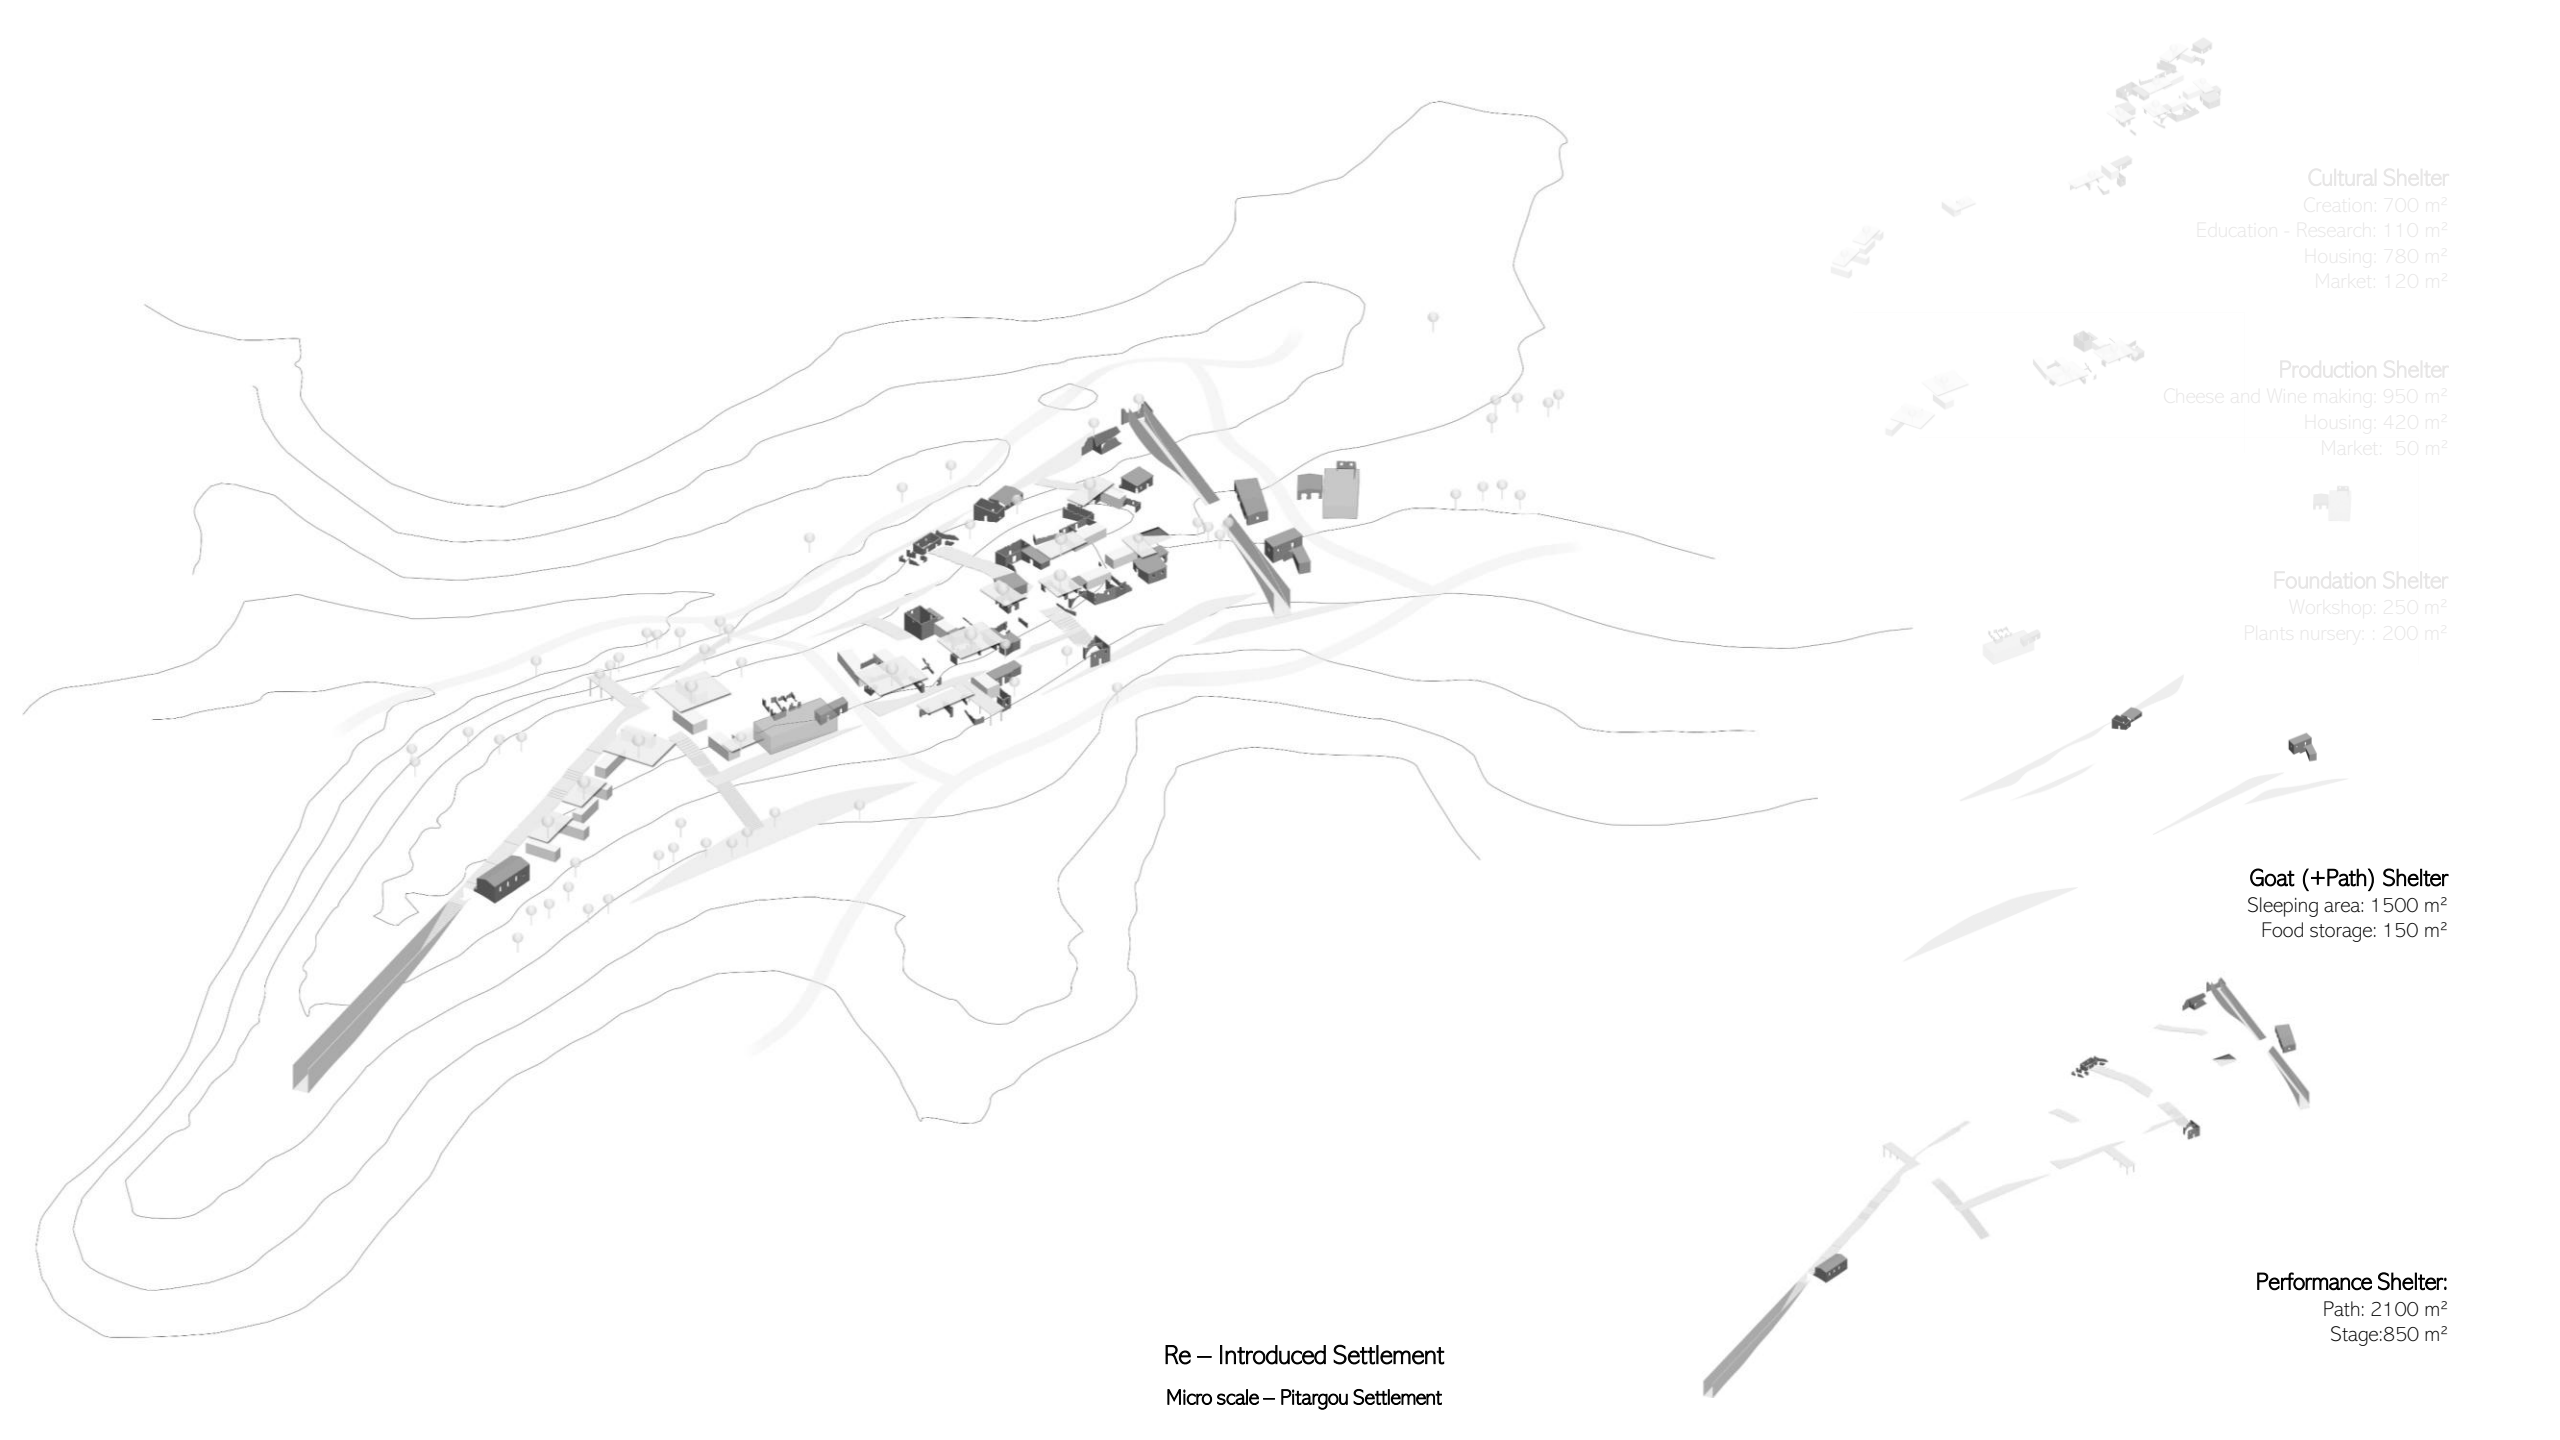 Cultural Shelter
Creation: 700 m²
Education - Research: 110 m²
Housing: 780 m²
Market: 120 m²
Production Shelter
Cheese and Wine making: 950 m²
Housing: 420 m²
Market: 50 m²
Foundation Shelter
Workshop: 250 m²
Plants nursery: : 200 m²
Goat (+Path) Shelter
Sleeping area: 1500 m²
Food storage: 150 m²
Performance Shelter:
Path: 2100 m²
Stage:850 m²
Re – Introduced Settlement
Micro scale – Pitargou Settlement